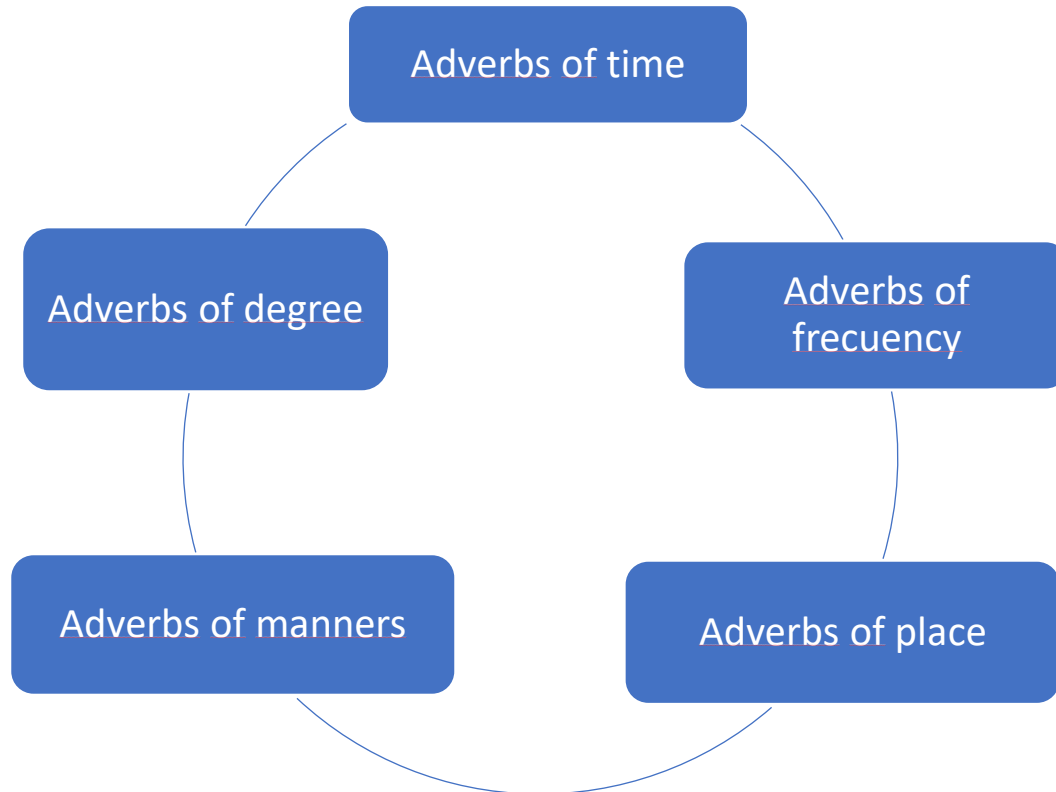 Adverbs of time
Adverbs of degree
Adverbs of
frecuency
Adverbs of manners
Adverbs of place